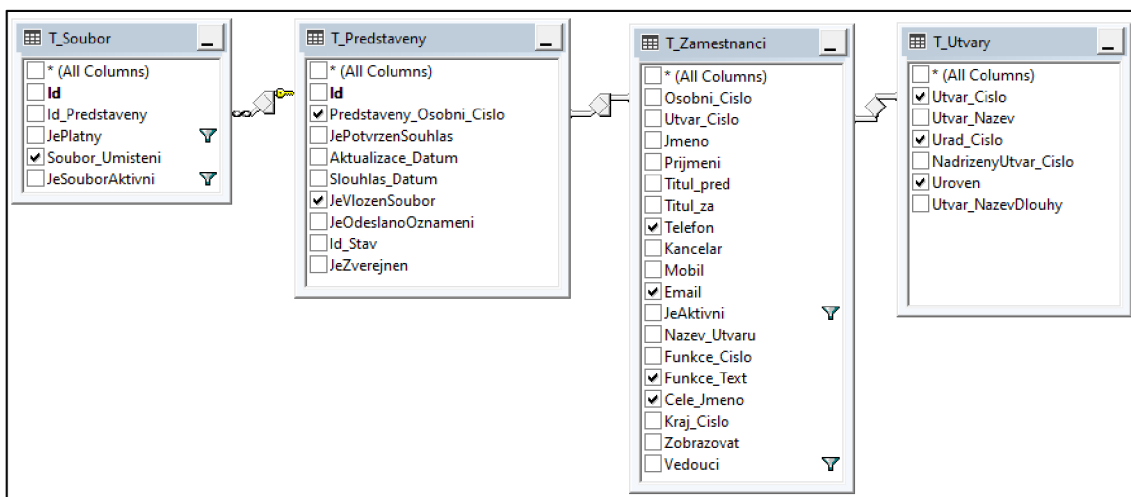 T_Soubor
* (All Columns)
Id
Id_Predstaveny
JePlatny
Soubor_Umisteni
JeSouborAktivni
T_Predstaveny
* (All Columns)
Id
Predstaveny_Osobni_Cislo
JePotvrzenSouhlas
Aktualizace_Datum
Slouhlas_Datum
JeVlozenSoubor
JeOdeslanoOznameni
Id_Stav
JeZverejnen
T_Zamestnanci
* (All Columns)
Osobni_Cislo
Utvar_Cislo
Jmeno
Prijmeni
Titul_pred
Titul_za
Telefon
Kancelar
Mobil
Email
JeAktivni
Nazev_Utvaru
Funkce_Cislo
Funkce_Text
Cele_Jmeno
Kraj_Cislo
Zobrazovat
Vedouci
T_Utvary
* (All Columns)
Utvar_Cislo
Utvar_Nazev
Urad_Cislo
NadrizenyUtvar_Cislo
Uroven
Utvar_NazevDlouhy